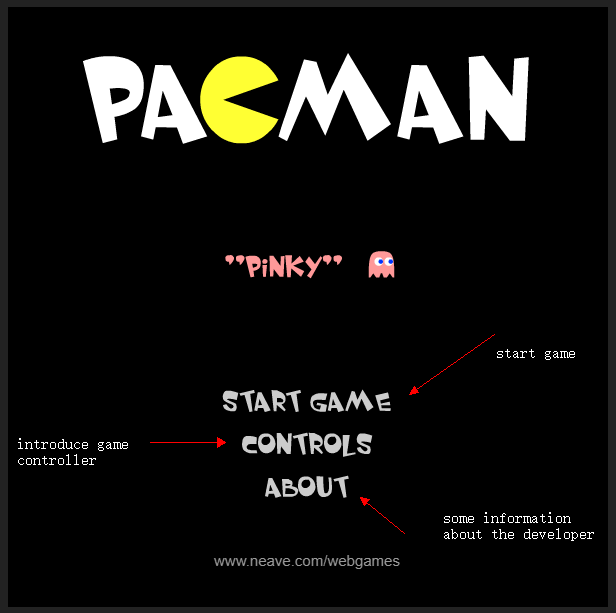 PACMAN
"PiNKY"
start game
START GAME
introduce game
controller
CONTROLS
ABOUT
some information
about the developer
www.neave.com/webgames